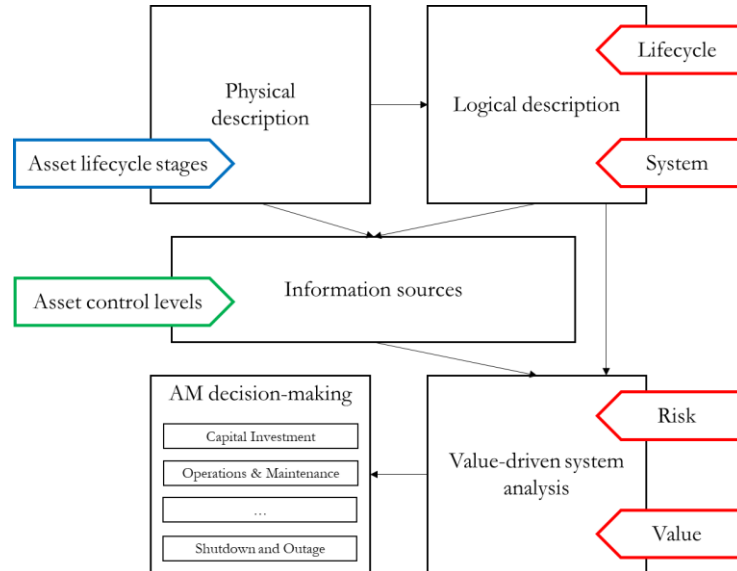 Physical
description
Logical description
Lifecycle
System
Asset lifecycle stages
Information sources
Asset control levels
AM decision-making
Capital Investment
Operations & Maintenance
…
Shutdown and Outage
Value-driven system
analysis
Risk
Value